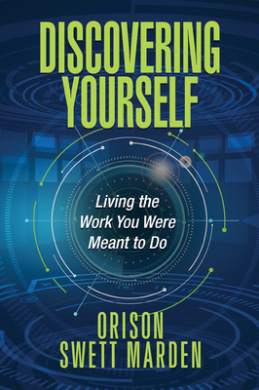 DISCOVERING
YOURSELF
Living the
Work You Were
Meant to Do
ORISON
SWETT MARDEN